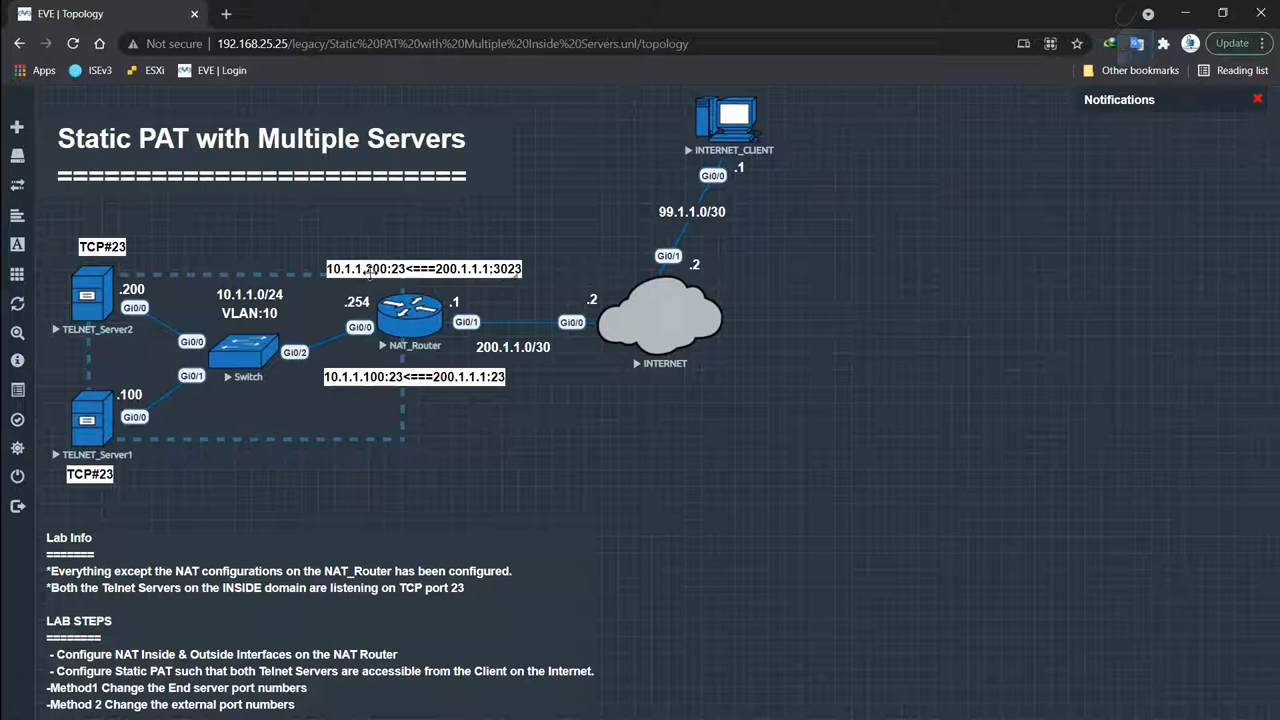 EVE | Topology
Not secure
192.168.25.25/legacy/Static%20PAT%20with%20Multiple%20Inside%20Servers.unl/topology
Update
Apps
ISEv3
ESXi
EVE | Login
Other bookmarks
Reading list
Notifications
Static PAT with Multiple Servers
==========================
INTERNET_CLIENT
Gi0/0
.1
99.1.1.0/30
TCP#23
Gi0/1
.2
10.1.1.200:23<===200.1.1.1:3023
.200
10.1.1.0/24
VLAN:10
.254
.1
.2
Gi0/0
TELNET_Server2
Gi0/0
Gi0/1
Gi0/0
Gi0/0
NAT_Router
200.1.1.0/30
Gi0/2
INTERNET
Gi0/1
Switch
10.1.1.100:23<===200.1.1.1:23
.100
Gi0/0
TELNET_Server1
TCP#23
Lab Info
=======
*Everything except the NAT configurations on the NAT_Router has been configured.
*Both the Telnet Servers on the INSIDE domain are listening on TCP port 23
LAB STEPS
========
- Configure NAT Inside & Outside Interfaces on the NAT Router
- Configure Static PAT such that both Telnet Servers are accessible from the Client on the Internet.
-Method1 Change the End server port numbers
-Method 2 Change the external port numbers